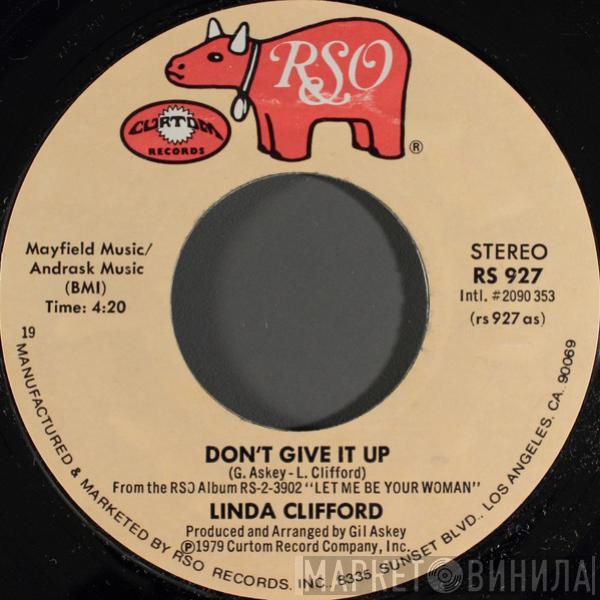 RSO
®
CURTOM
RECORDS
Mayfield Music/
Andrask Music
(BMI)
Time: 4:20
STEREO
RS 927
Intl. #2090 353
(rs 927 as)
19
DON'T GIVE IT UP
(G. Askey - L. Clifford)
From the RSO Album RS-2-3902 "LET ME BE YOUR WOMAN"
LINDA CLIFFORD
Produced and Arranged by Gil Askey
℗1979 Curtom Record Company, Inc.
MANUFACTURED & MARKETED BY RSO RECORDS, INC., 8335 SUNSET BLVD., LOS ANGELES, CA. 90069
МАРКЕТ ВИНИЛА